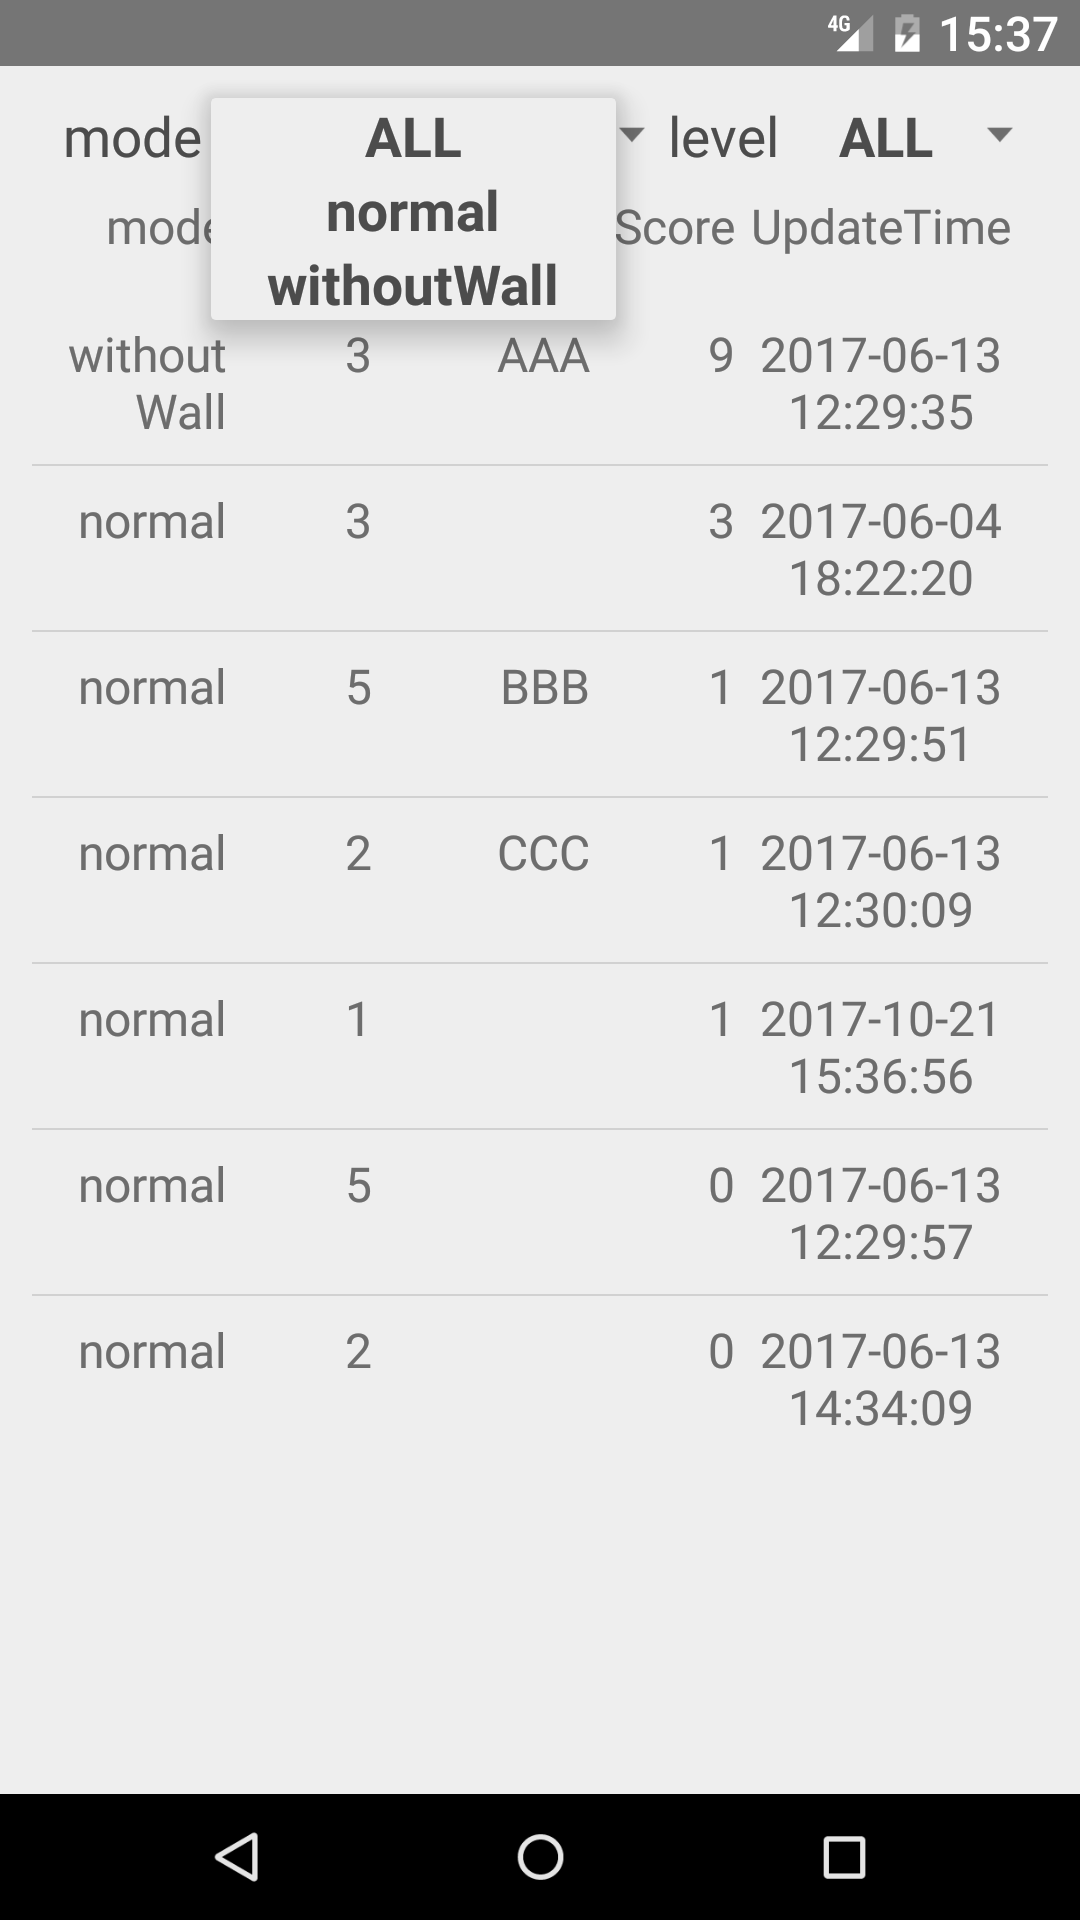 4G 15:37
mode ALL level ALL
normal
mode Score UpdateTime
withoutWall
without 3 AAA 9 2017-06-13
Wall 12:29:35
normal 3 3 2017-06-04
18:22:20
normal 5 BBB 1 2017-06-13
12:29:51
normal 2 CCC 1 2017-06-13
12:30:09
normal 1 1 2017-10-21
15:36:56
normal 5 0 2017-06-13
12:29:57
normal 2 0 2017-06-13
14:34:09